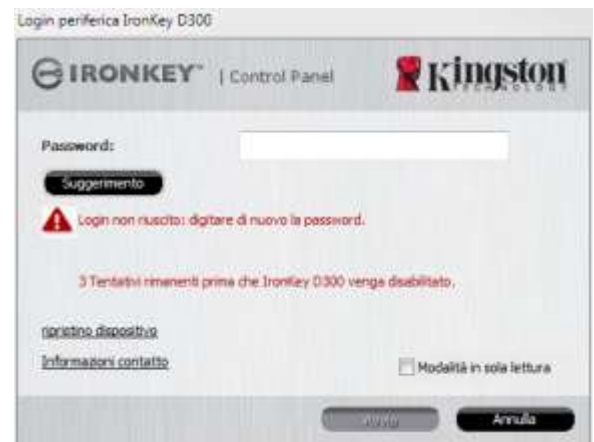 Login periferica IronKey D300
IRONKEY™ | Control Panel
Kingston
TECHNOLOGY
Password:
Suggerimento
Login non riuscito: digitare di nuovo la password.
3 Tentativi rimanenti prima che IronKey D300 venga disabilitato.
ripristino dispositivo
Informazioni contatto
Modalità in sola lettura
Annulla